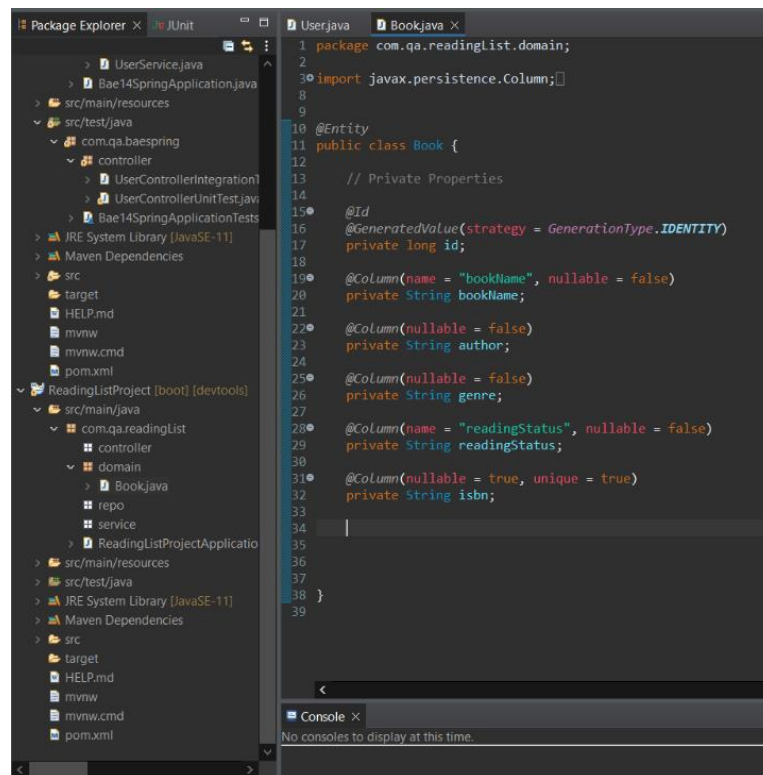 Package Explorer
JUnit
UserService.java
Bae14SpringApplication.java
src/main/resources
src/test/java
com.qa.baespring
controller
UserControllerIntegrationT
UserControllerUnitTest.java
Bae14SpringApplicationTests
JRE System Library [JavaSE-11]
Maven Dependencies
src
target
HELP.md
mvnw
mvnw.cmd
pom.xml
ReadingListProject [boot] [devtools]
src/main/java
com.qa.readingList
controller
domain
Book.java
repo
service
ReadingListProjectApplicatio
src/main/resources
src/test/java
JRE System Library [JavaSE-11]
Maven Dependencies
src
target
HELP.md
mvnw
mvnw.cmd
pom.xml
User.java
Book.java
1 package com.qa.readingList.domain;
2
3 import javax.persistence.Column;
8
9
10 @Entity
11 public class Book {
12
13 // Private Properties
14
15 @Id
16 @GeneratedValue(strategy = GenerationType.IDENTITY)
17 private long id;
18
19 @Column(name = "bookName", nullable = false)
20 private String bookName;
21
22 @Column(nullable = false)
23 private String author;
24
25 @Column(nullable = false)
26 private String genre;
27
28 @Column(name = "readingStatus", nullable = false)
29 private String readingStatus;
30
31 @Column(nullable = true, unique = true)
32 private String isbn;
33
34
35
36
37
38 }
39
Console
No consoles to display at this time.